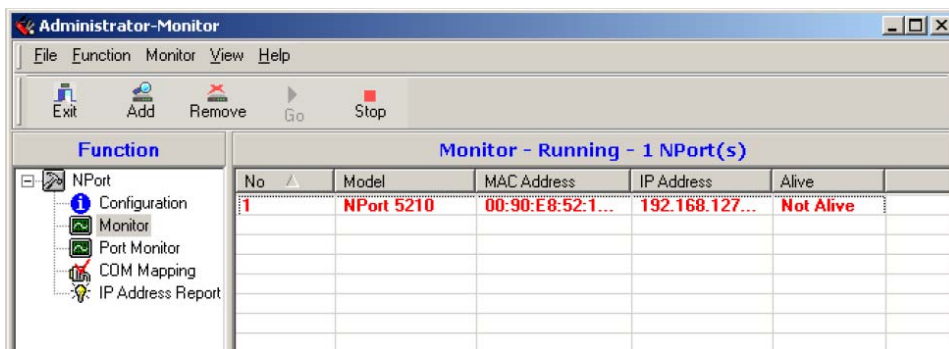 Administrator-Monitor
File Function Monitor View Help
Exit Add Remove Go Stop
Function
Monitor - Running - 1 NPort(s)
NPort
Configuration
Monitor
Port Monitor
COM Mapping
IP Address Report
No Model MAC Address IP Address Alive
1 NPort 5210 00:90:E8:52:1... 192.168.127... Not Alive